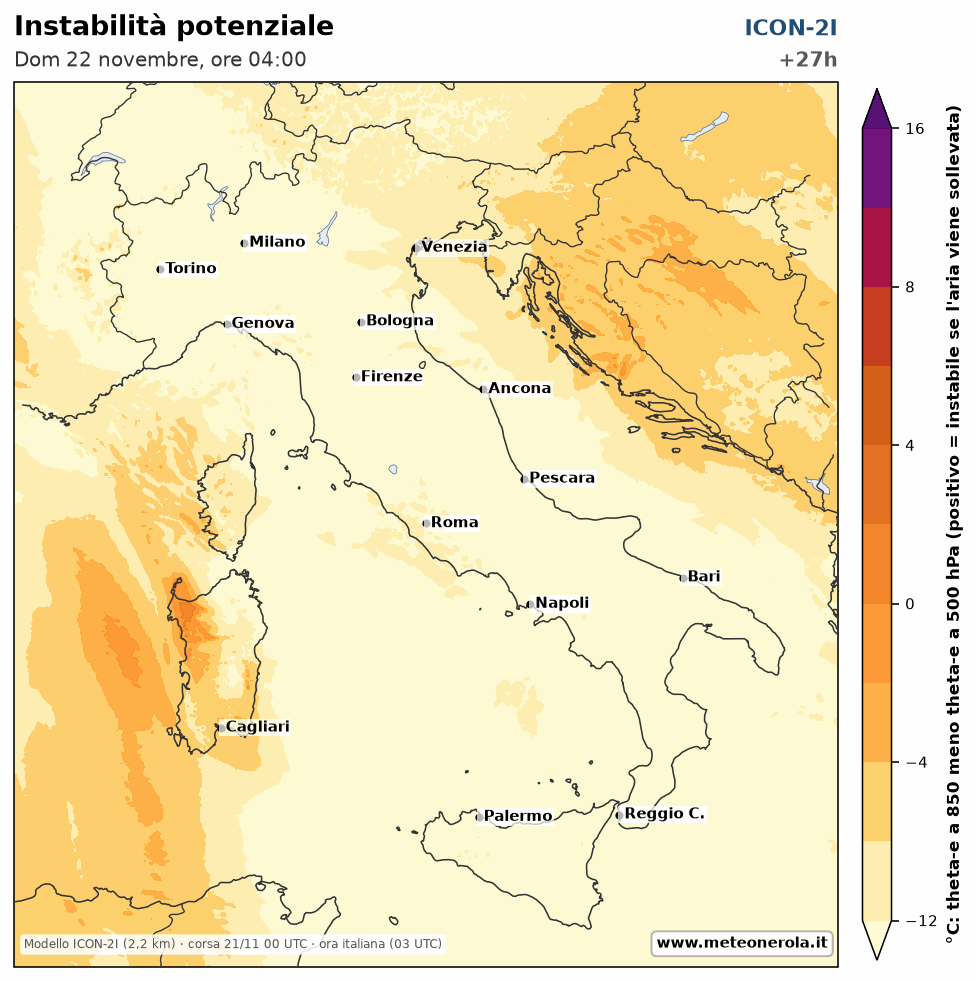 Instabilità potenziale
ICON-2I
Dom 22 novembre, ore 04:00
+27h
16
8
4
0
−4
−12
°C: theta-e a 850 meno theta-e a 500 hPa (positivo = instabile se l'aria viene sollevata)
Milano
Venezia
Torino
Genova
Bologna
Firenze
Ancona
Pescara
Roma
Bari
Napoli
Cagliari
Palermo
Reggio C.
Modello ICON-2I (2,2 km) · corsa 21/11 00 UTC · ora italiana (03 UTC)
www.meteonerola.it